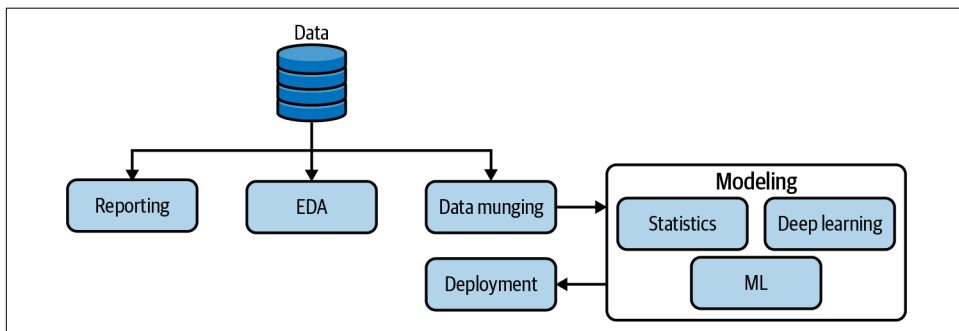 Data
Reporting
EDA
Data munging
Modeling
Statistics
Deep learning
ML
Deployment